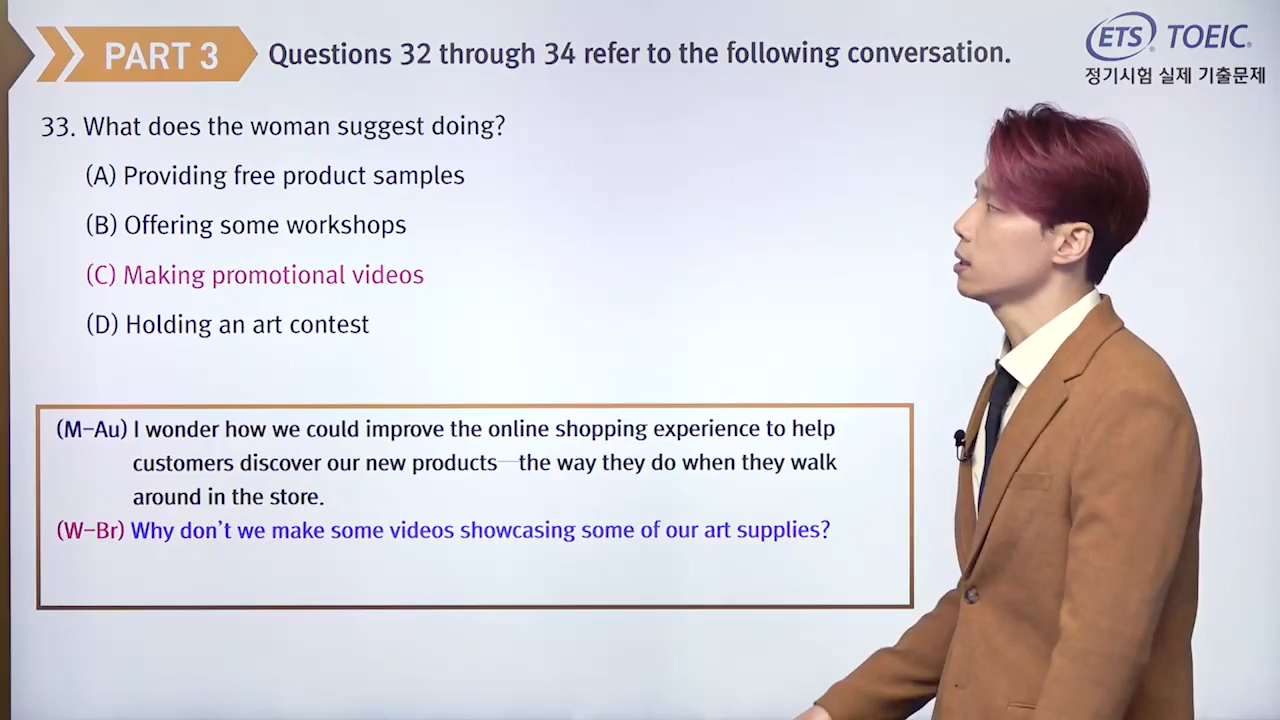 PART 3
Questions 32 through 34 refer to the following conversation.
ETS TOEIC
정기시험 실제 기출문제
33. What does the woman suggest doing?
(A) Providing free product samples
(B) Offering some workshops
(C) Making promotional videos
(D) Holding an art contest
(M–Au) I wonder how we could improve the online shopping experience to help
customers discover our new products—the way they do when they walk
around in the store.
(W–Br) Why don't we make some videos showcasing some of our art supplies?